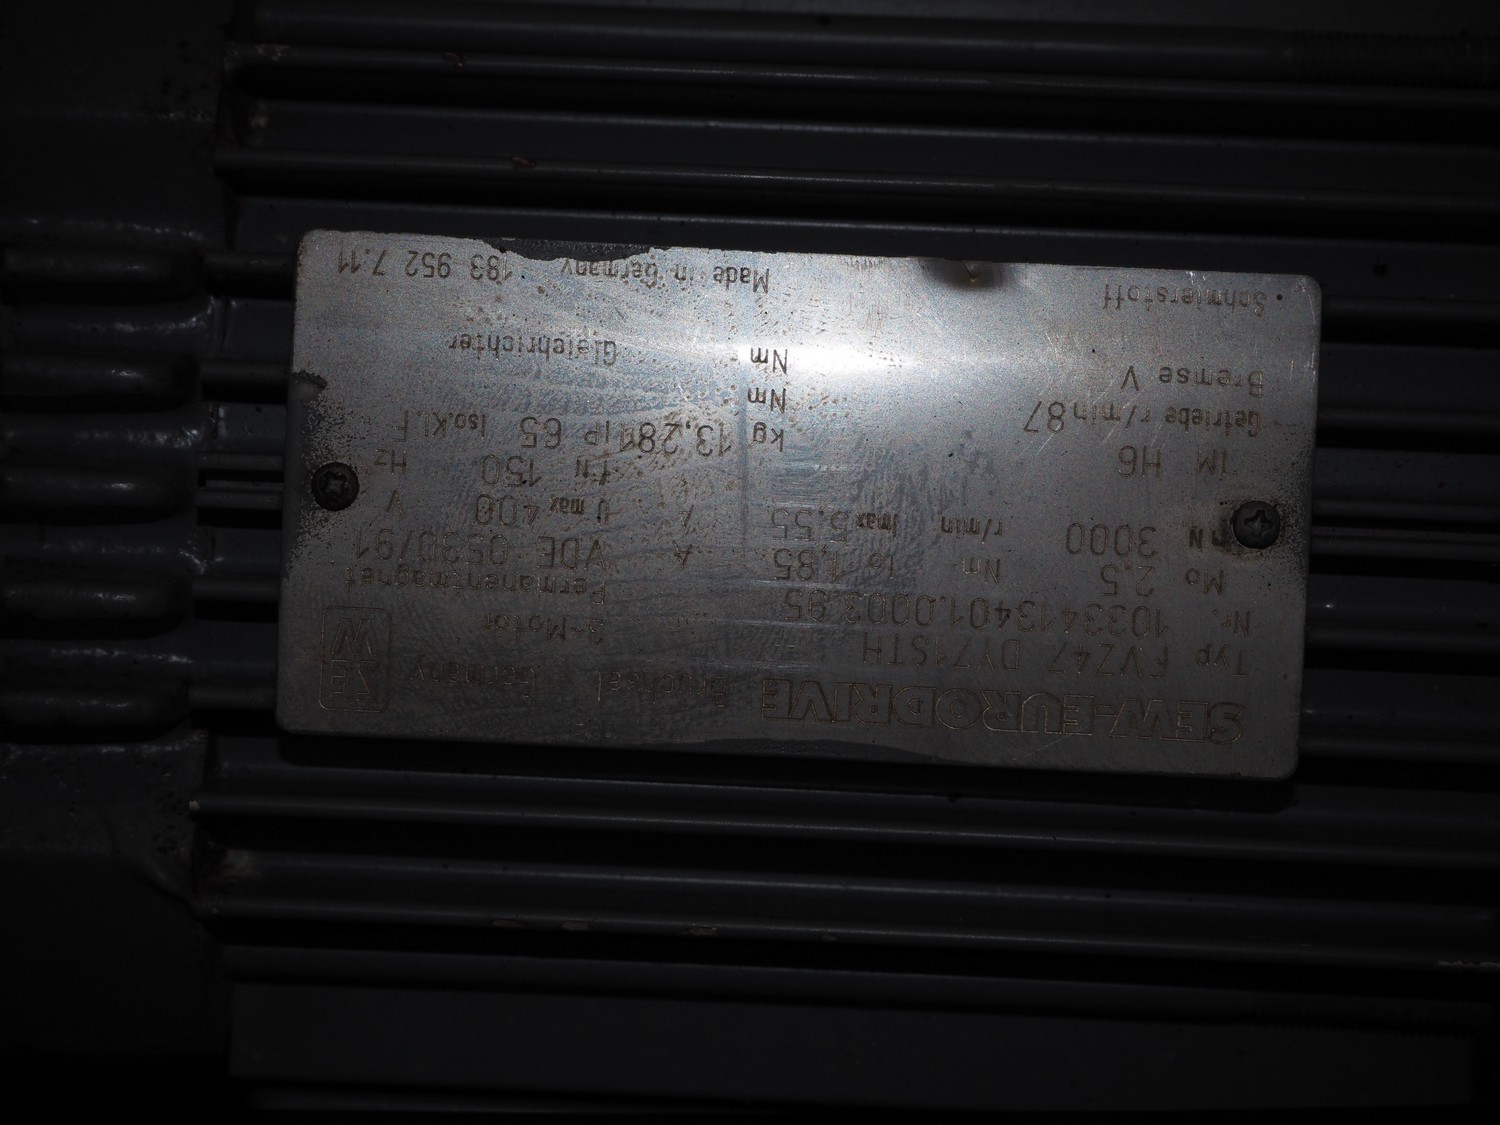 SEW-EURODRIVE Bruchsal Germany SEW
Typ FVZ47 DY71STH 3~Motor
Nr. 1033413401.0003.95 Permanentmagnet
Mo 2.5 Nm Io 1,85 A VDE 0530/91
nN 3000 r/min Imax 5,55 A Umax 400 V
IM H6 fN 150 Hz
Getriebe r/min 87 kg 13,281 IP 65 Iso.Kl.F
Nm
Bremse V Nm Gleichrichter
Schmierstoff Made in Germany 183 952 7.11